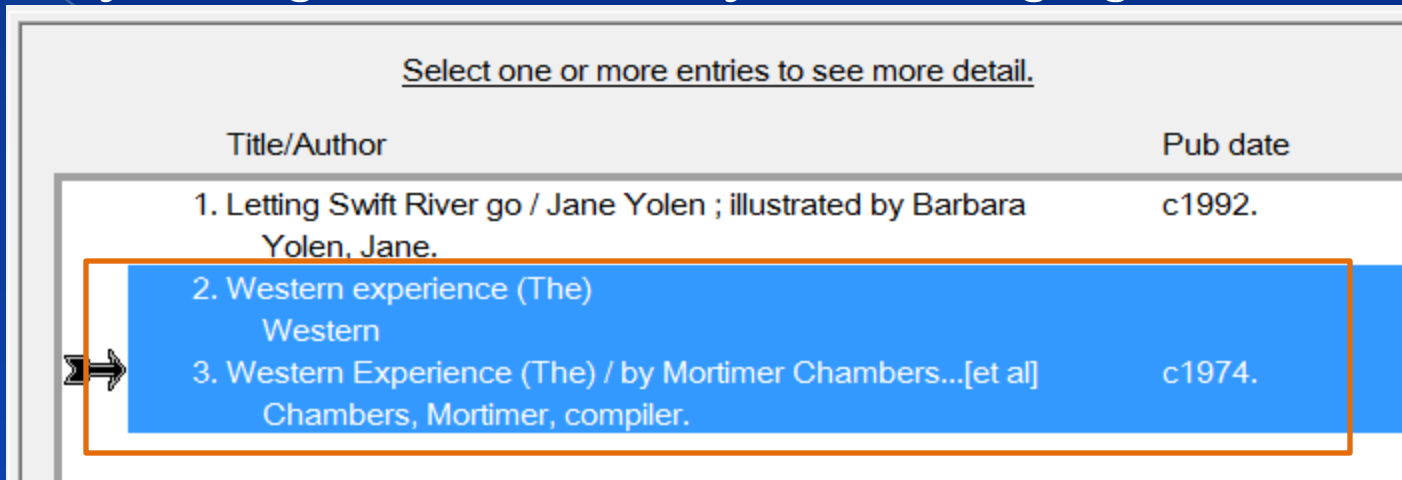 Select one or more entries to see more detail.
Title/Author Pub date
1. Letting Swift River go / Jane Yolen ; illustrated by Barbara c1992.
Yolen, Jane.
2. Western experience (The)
Western
3. Western Experience (The) / by Mortimer Chambers...[et al] c1974.
Chambers, Mortimer, compiler.